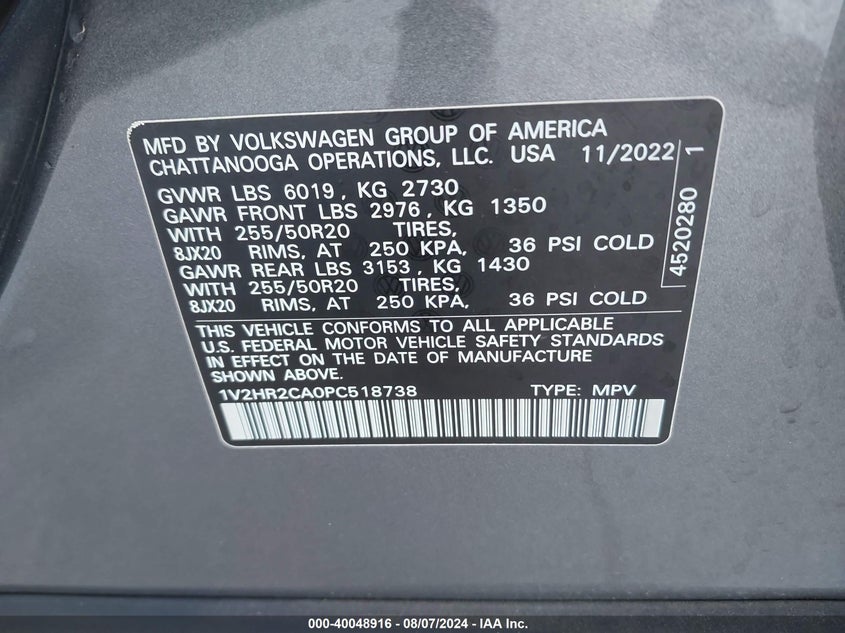 MFD BY VOLKSWAGEN GROUP OF AMERICA
CHATTANOOGA OPERATIONS, LLC. USA 11/2022
GVWR LBS 6019, KG 2730
GAWR FRONT LBS 2976, KG 1350
WITH 255/50R20 TIRES,
8JX20 RIMS, AT 250 KPA, 36 PSI COLD
GAWR REAR LBS 3153, KG 1430
WITH 255/50R20 TIRES,
8JX20 RIMS, AT 250 KPA, 36 PSI COLD
THIS VEHICLE CONFORMS TO ALL APPLICABLE
U.S. FEDERAL MOTOR VEHICLE SAFETY STANDARDS
IN EFFECT ON THE DATE OF MANUFACTURE
SHOWN ABOVE.
1V2HR2CA0PC518738 TYPE: MPV
4520280 1
000-40048916 - 08/07/2024 - IAA Inc.